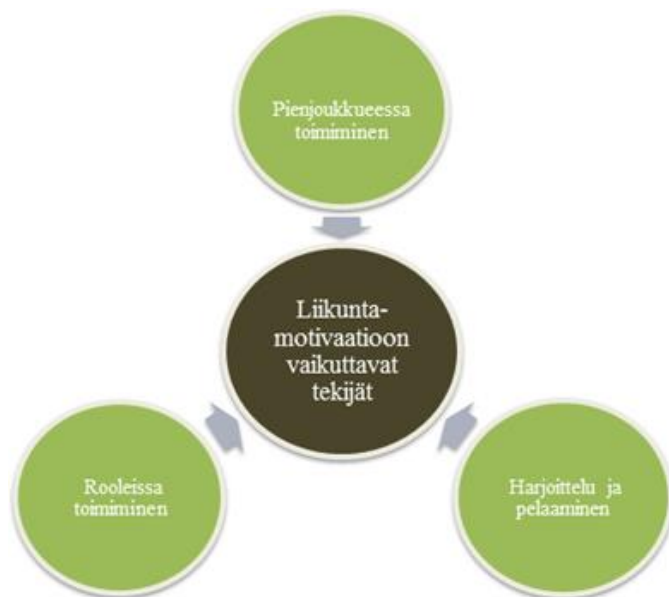 Pienjoukkueessa
toimiminen
Liikunta-
motivaatioon
vaikuttavat
tekijät
Rooleissa
toimiminen
Harjoittelu ja
pelaaminen